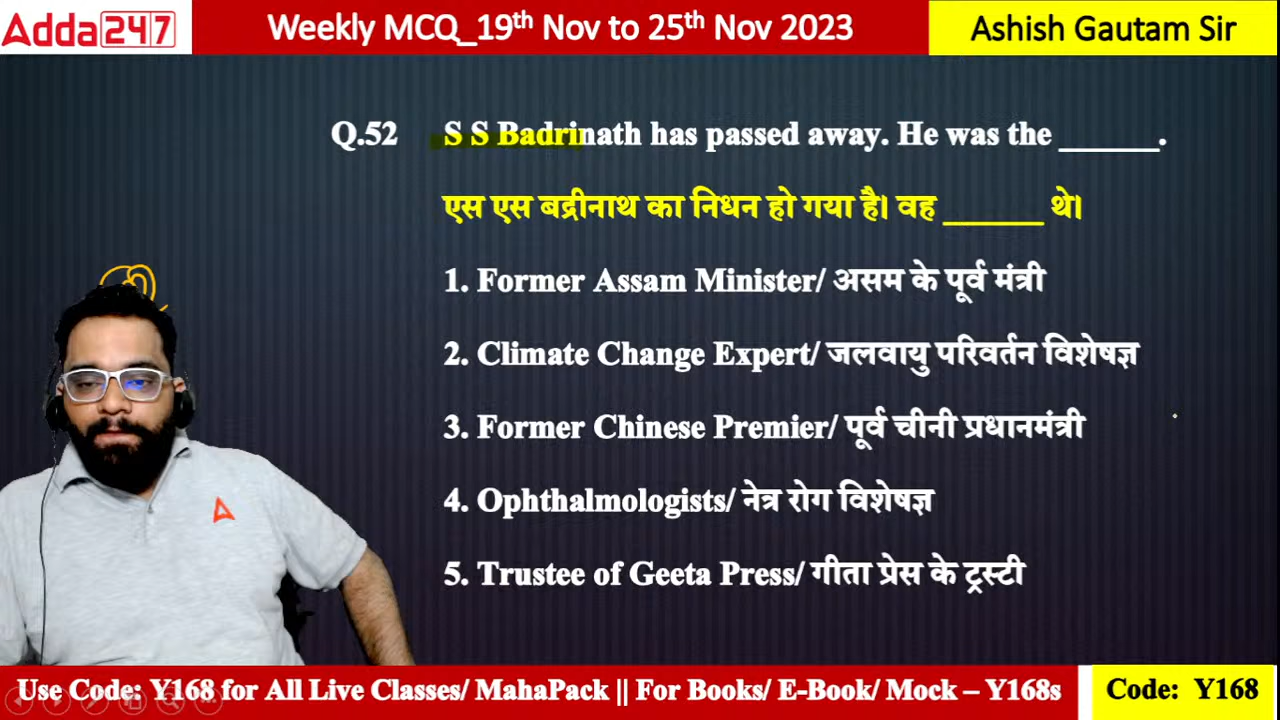 Adda247
Weekly MCQ_19th Nov to 25th Nov 2023
Ashish Gautam Sir
Q.52 S S Badrinath has passed away. He was the ______.
एस एस बद्रीनाथ का निधन हो गया है। वह ______ थे।
1. Former Assam Minister/ असम के पूर्व मंत्री
2. Climate Change Expert/ जलवायु परिवर्तन विशेषज्ञ
3. Former Chinese Premier/ पूर्व चीनी प्रधानमंत्री
4. Ophthalmologists/ नेत्र रोग विशेषज्ञ
5. Trustee of Geeta Press/ गीता प्रेस के ट्रस्टी
Use Code: Y168 for All Live Classes/ MahaPack || For Books/ E-Book/ Mock – Y168s
Code: Y168